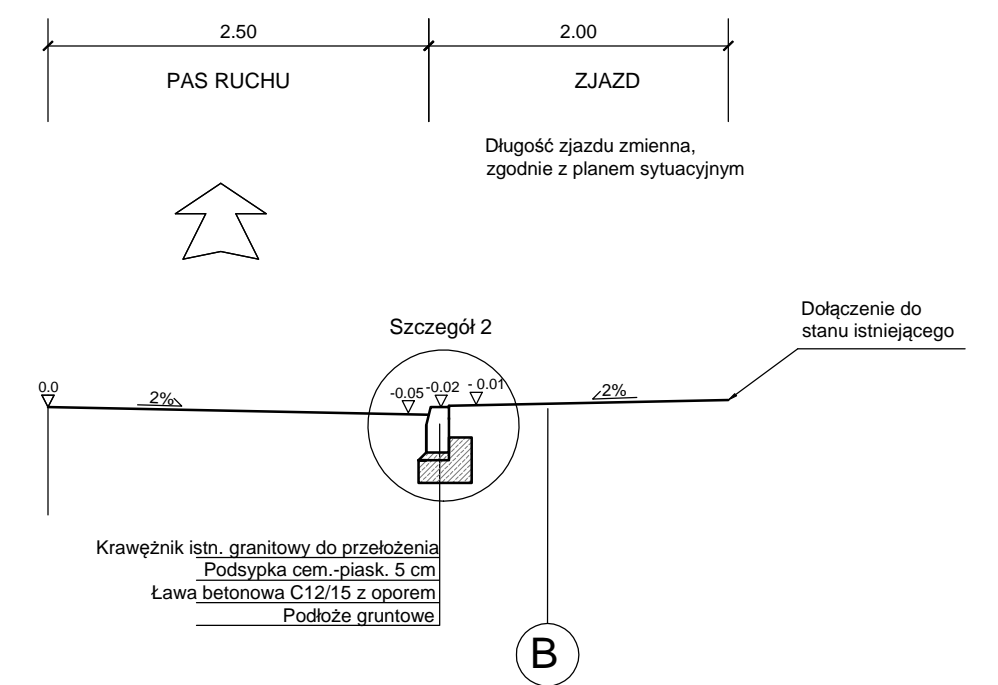 2.50
2.00
PAS RUCHU
ZJAZD
Długość zjazdu zmienna,
zgodnie z planem sytuacyjnym
Szczegół 2
Dołączenie do
stanu istniejącego
0.0
2%
-0.05
-0.02
- 0.01
2%
Krawężnik istn. granitowy do przełożenia
Podsypka cem.-piask. 5 cm
Ława betonowa C12/15 z oporem
Podłoże gruntowe
B